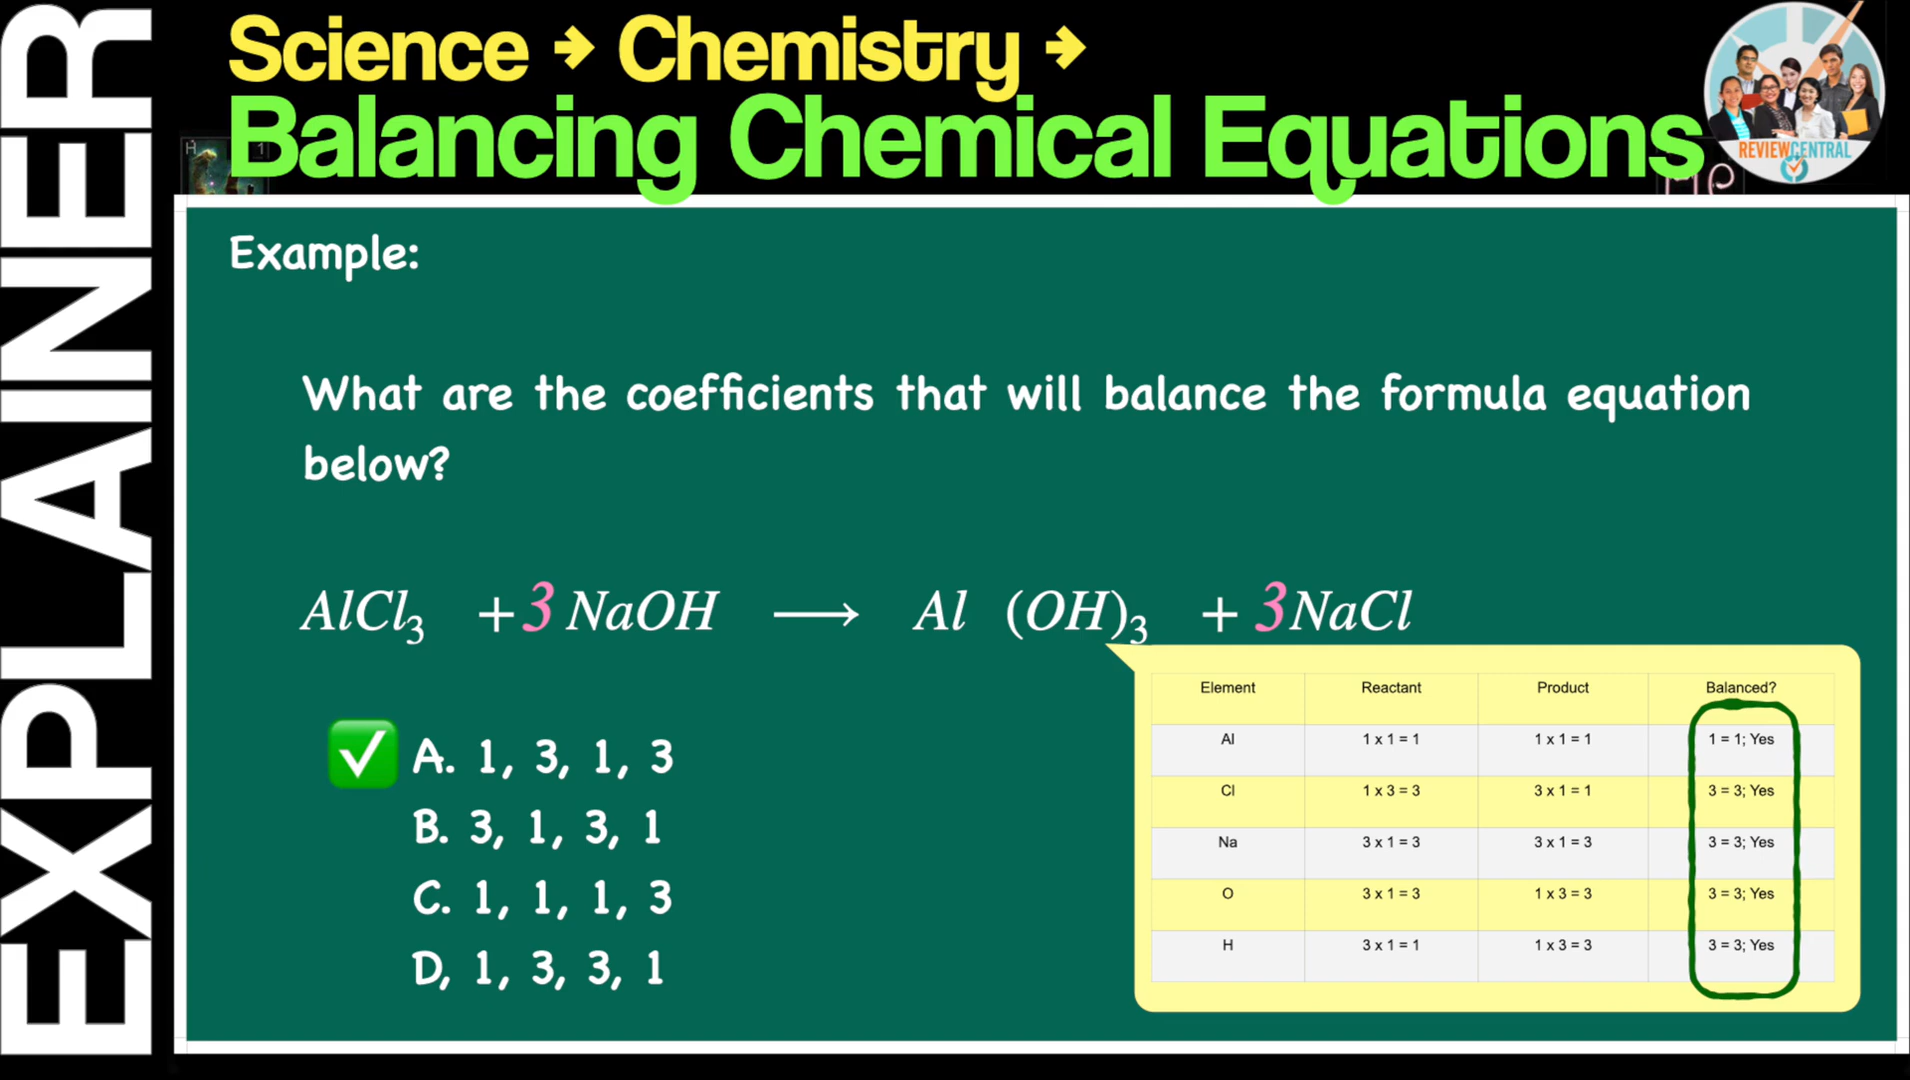 EXPLAINER
Science → Chemistry →
Balancing Chemical Equations
H 1
He
REVIEWCENTRAL
Example:
What are the coefficients that will balance the formula equation
below?
AlCl₃ + 3 NaOH ⟶ Al (OH)₃ + 3NaCl
✅ A. 1, 3, 1, 3
B. 3, 1, 3, 1
C. 1, 1, 1, 3
D, 1, 3, 3, 1
Element Reactant Product Balanced?
Al 1 x 1 = 1 1 x 1 = 1 1 = 1; Yes
Cl 1 x 3 = 3 3 x 1 = 1 3 = 3; Yes
Na 3 x 1 = 3 3 x 1 = 3 3 = 3; Yes
O 3 x 1 = 3 1 x 3 = 3 3 = 3; Yes
H 3 x 1 = 1 1 x 3 = 3 3 = 3; Yes